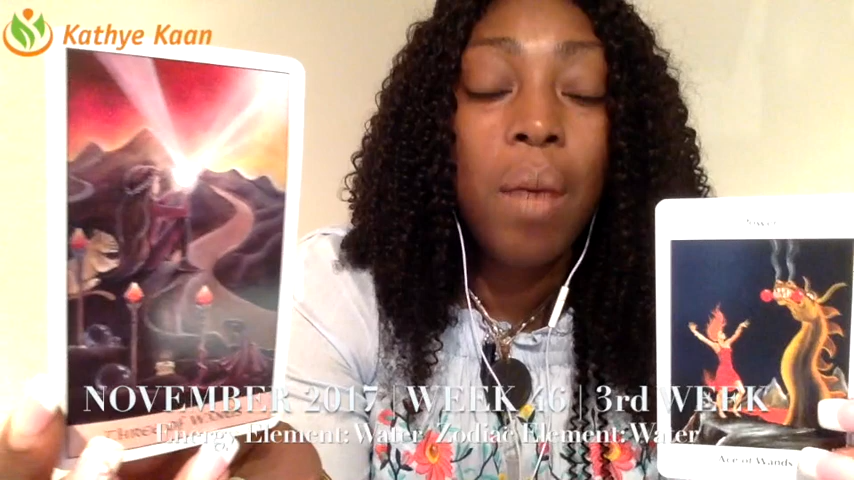 Kathye Kaan
Power
NOVEMBER 2017 | WEEK 46 | 3rd WEEK
THREE OF WANDS
Energy Element: Water Zodiac Element: Water
Ace of Wands